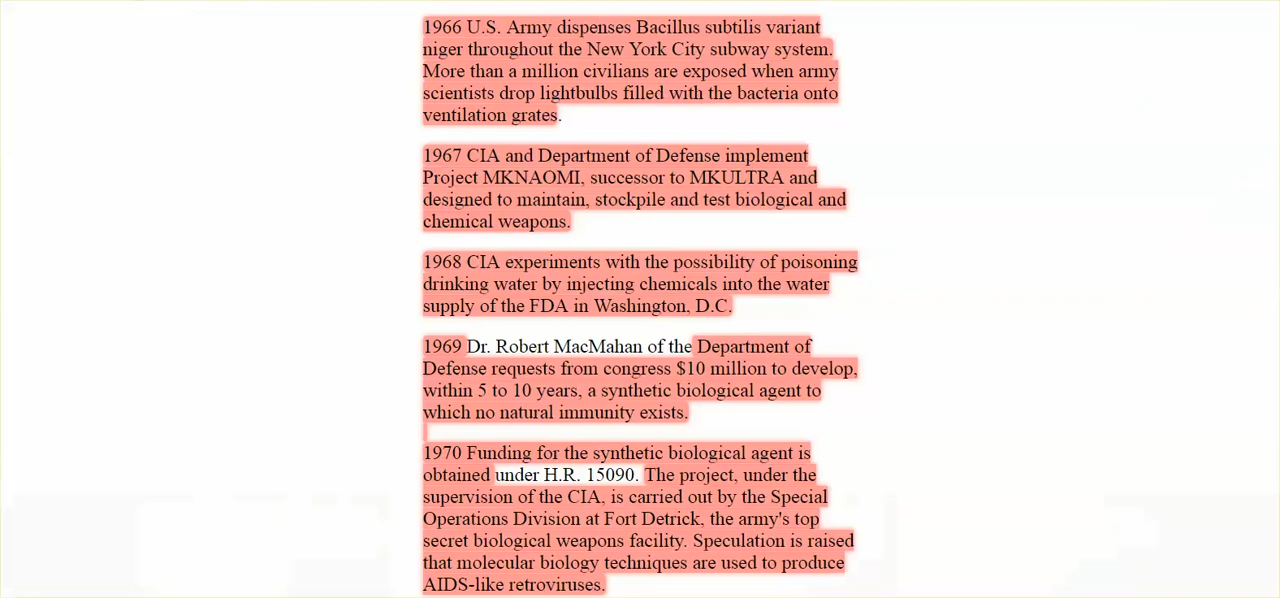 1966 U.S. Army dispenses Bacillus subtilis variant
niger throughout the New York City subway system.
More than a million civilians are exposed when army
scientists drop lightbulbs filled with the bacteria onto
ventilation grates.
1967 CIA and Department of Defense implement
Project MKNAOMI, successor to MKULTRA and
designed to maintain, stockpile and test biological and
chemical weapons.
1968 CIA experiments with the possibility of poisoning
drinking water by injecting chemicals into the water
supply of the FDA in Washington, D.C.
1969 Dr. Robert MacMahan of the Department of
Defense requests from congress $10 million to develop,
within 5 to 10 years, a synthetic biological agent to
which no natural immunity exists.
1970 Funding for the synthetic biological agent is
obtained under H.R. 15090. The project, under the
supervision of the CIA, is carried out by the Special
Operations Division at Fort Detrick, the army's top
secret biological weapons facility. Speculation is raised
that molecular biology techniques are used to produce
AIDS-like retroviruses.